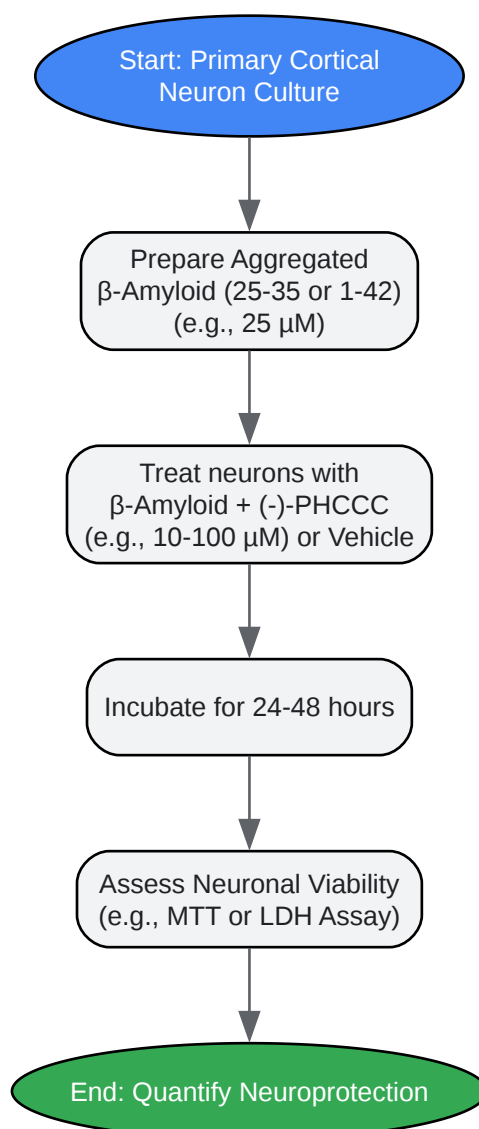 Start: Primary Cortical
Neuron Culture
Prepare Aggregated
β-Amyloid (25-35 or 1-42)
(e.g., 25 µM)
Treat neurons with
β-Amyloid + (-)-PHCCC
(e.g., 10-100 µM) or Vehicle
Incubate for 24-48 hours
Assess Neuronal Viability
(e.g., MTT or LDH Assay)
End: Quantify Neuroprotection